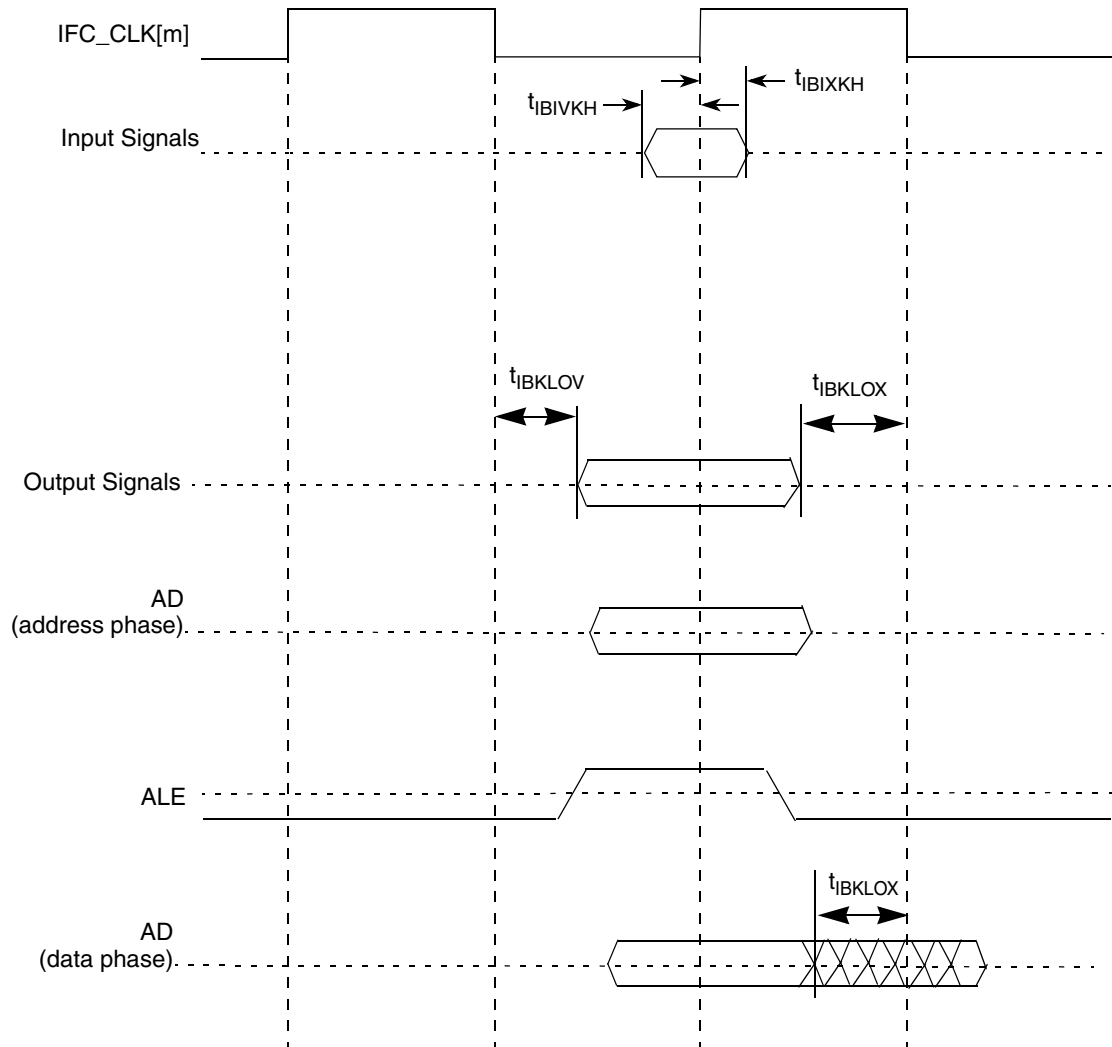 IFC_CLK[m]
tIBIXKH
tIBIVKH
Input Signals
tIBKLOV
tIBKLOX
Output Signals
AD
(address phase)
ALE
tIBKLOX
AD
(data phase)